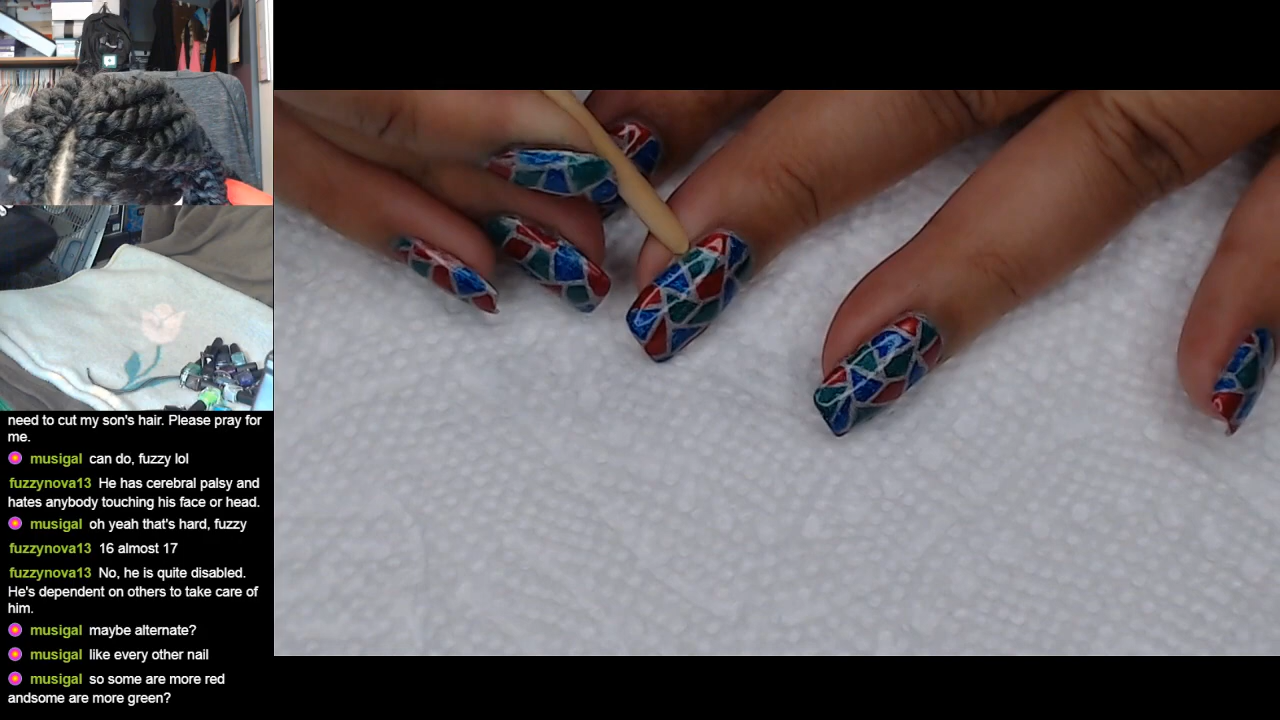 need to cut my son's hair. Please pray for
me.
musigal can do, fuzzy lol
fuzzynova13 He has cerebral palsy and
hates anybody touching his face or head.
musigal oh yeah that's hard, fuzzy
fuzzynova13 16 almost 17
fuzzynova13 No, he is quite disabled.
He's dependent on others to take care of
him.
musigal maybe alternate?
musigal like every other nail
musigal so some are more red
andsome are more green?